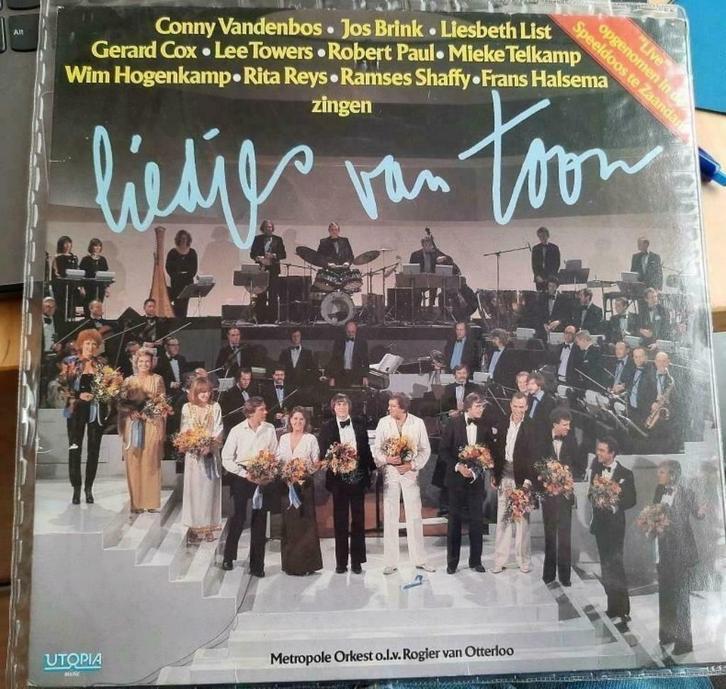 Alt
Conny Vandenbos • Jos Brink • Liesbeth List
Gerard Cox • Lee Towers • Robert Paul • Mieke Telkamp
Wim Hogenkamp • Rita Reys • Ramses Shaffy • Frans Halsema
zingen
"Live
opgenomen in de
Speeldoos te Zaandam
liedjes van toon
UTOPIA
MUSIC
Metropole Orkest o.l.v. Rogier van Otterloo